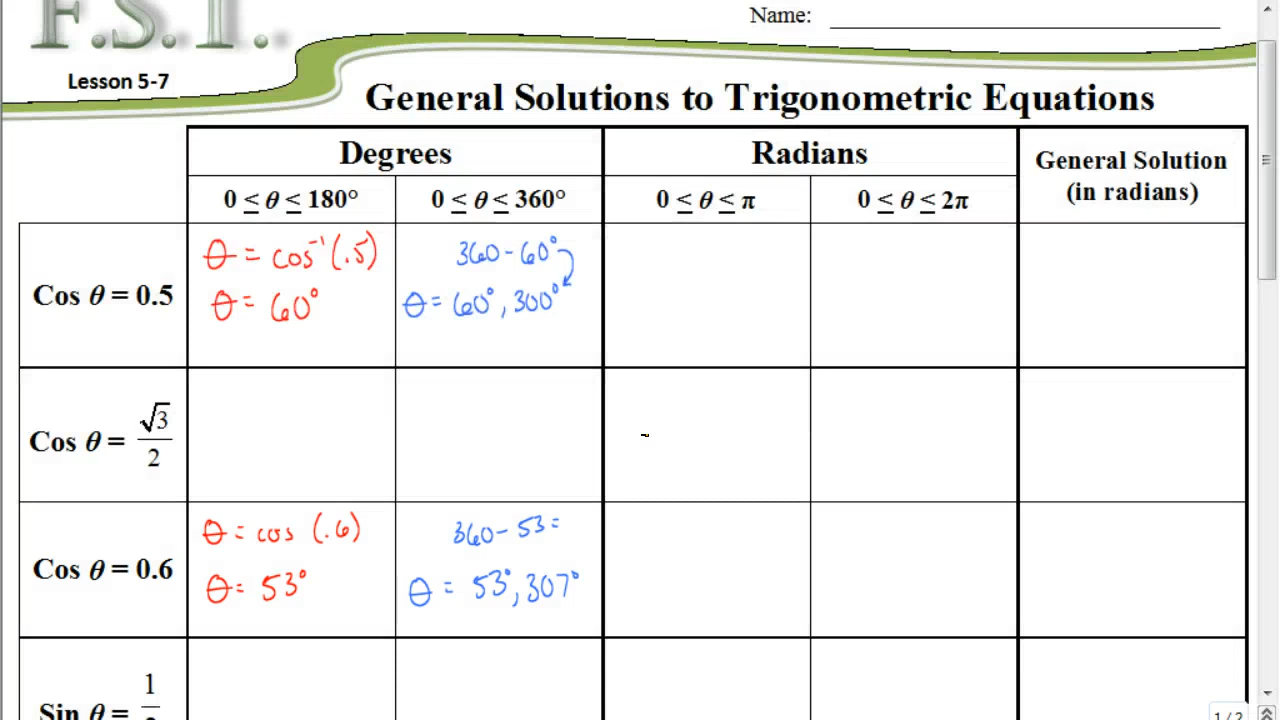 F.S.T.
Name:
Lesson 5-7
General Solutions to Trigonometric Equations
Degrees
Radians
General Solution
(in radians)
0 ≤ θ ≤ 180°
0 ≤ θ ≤ 360°
0 ≤ θ ≤ π
0 ≤ θ ≤ 2π
Cos θ = 0.5
θ = cos⁻¹(.5)
θ = 60°
360-60°
θ = 60°, 300°
Cos θ = √3/2
Cos θ = 0.6
θ = cos (.6)
θ = 53°
360-53=
θ = 53°, 307°
Sin θ = 1
1/2